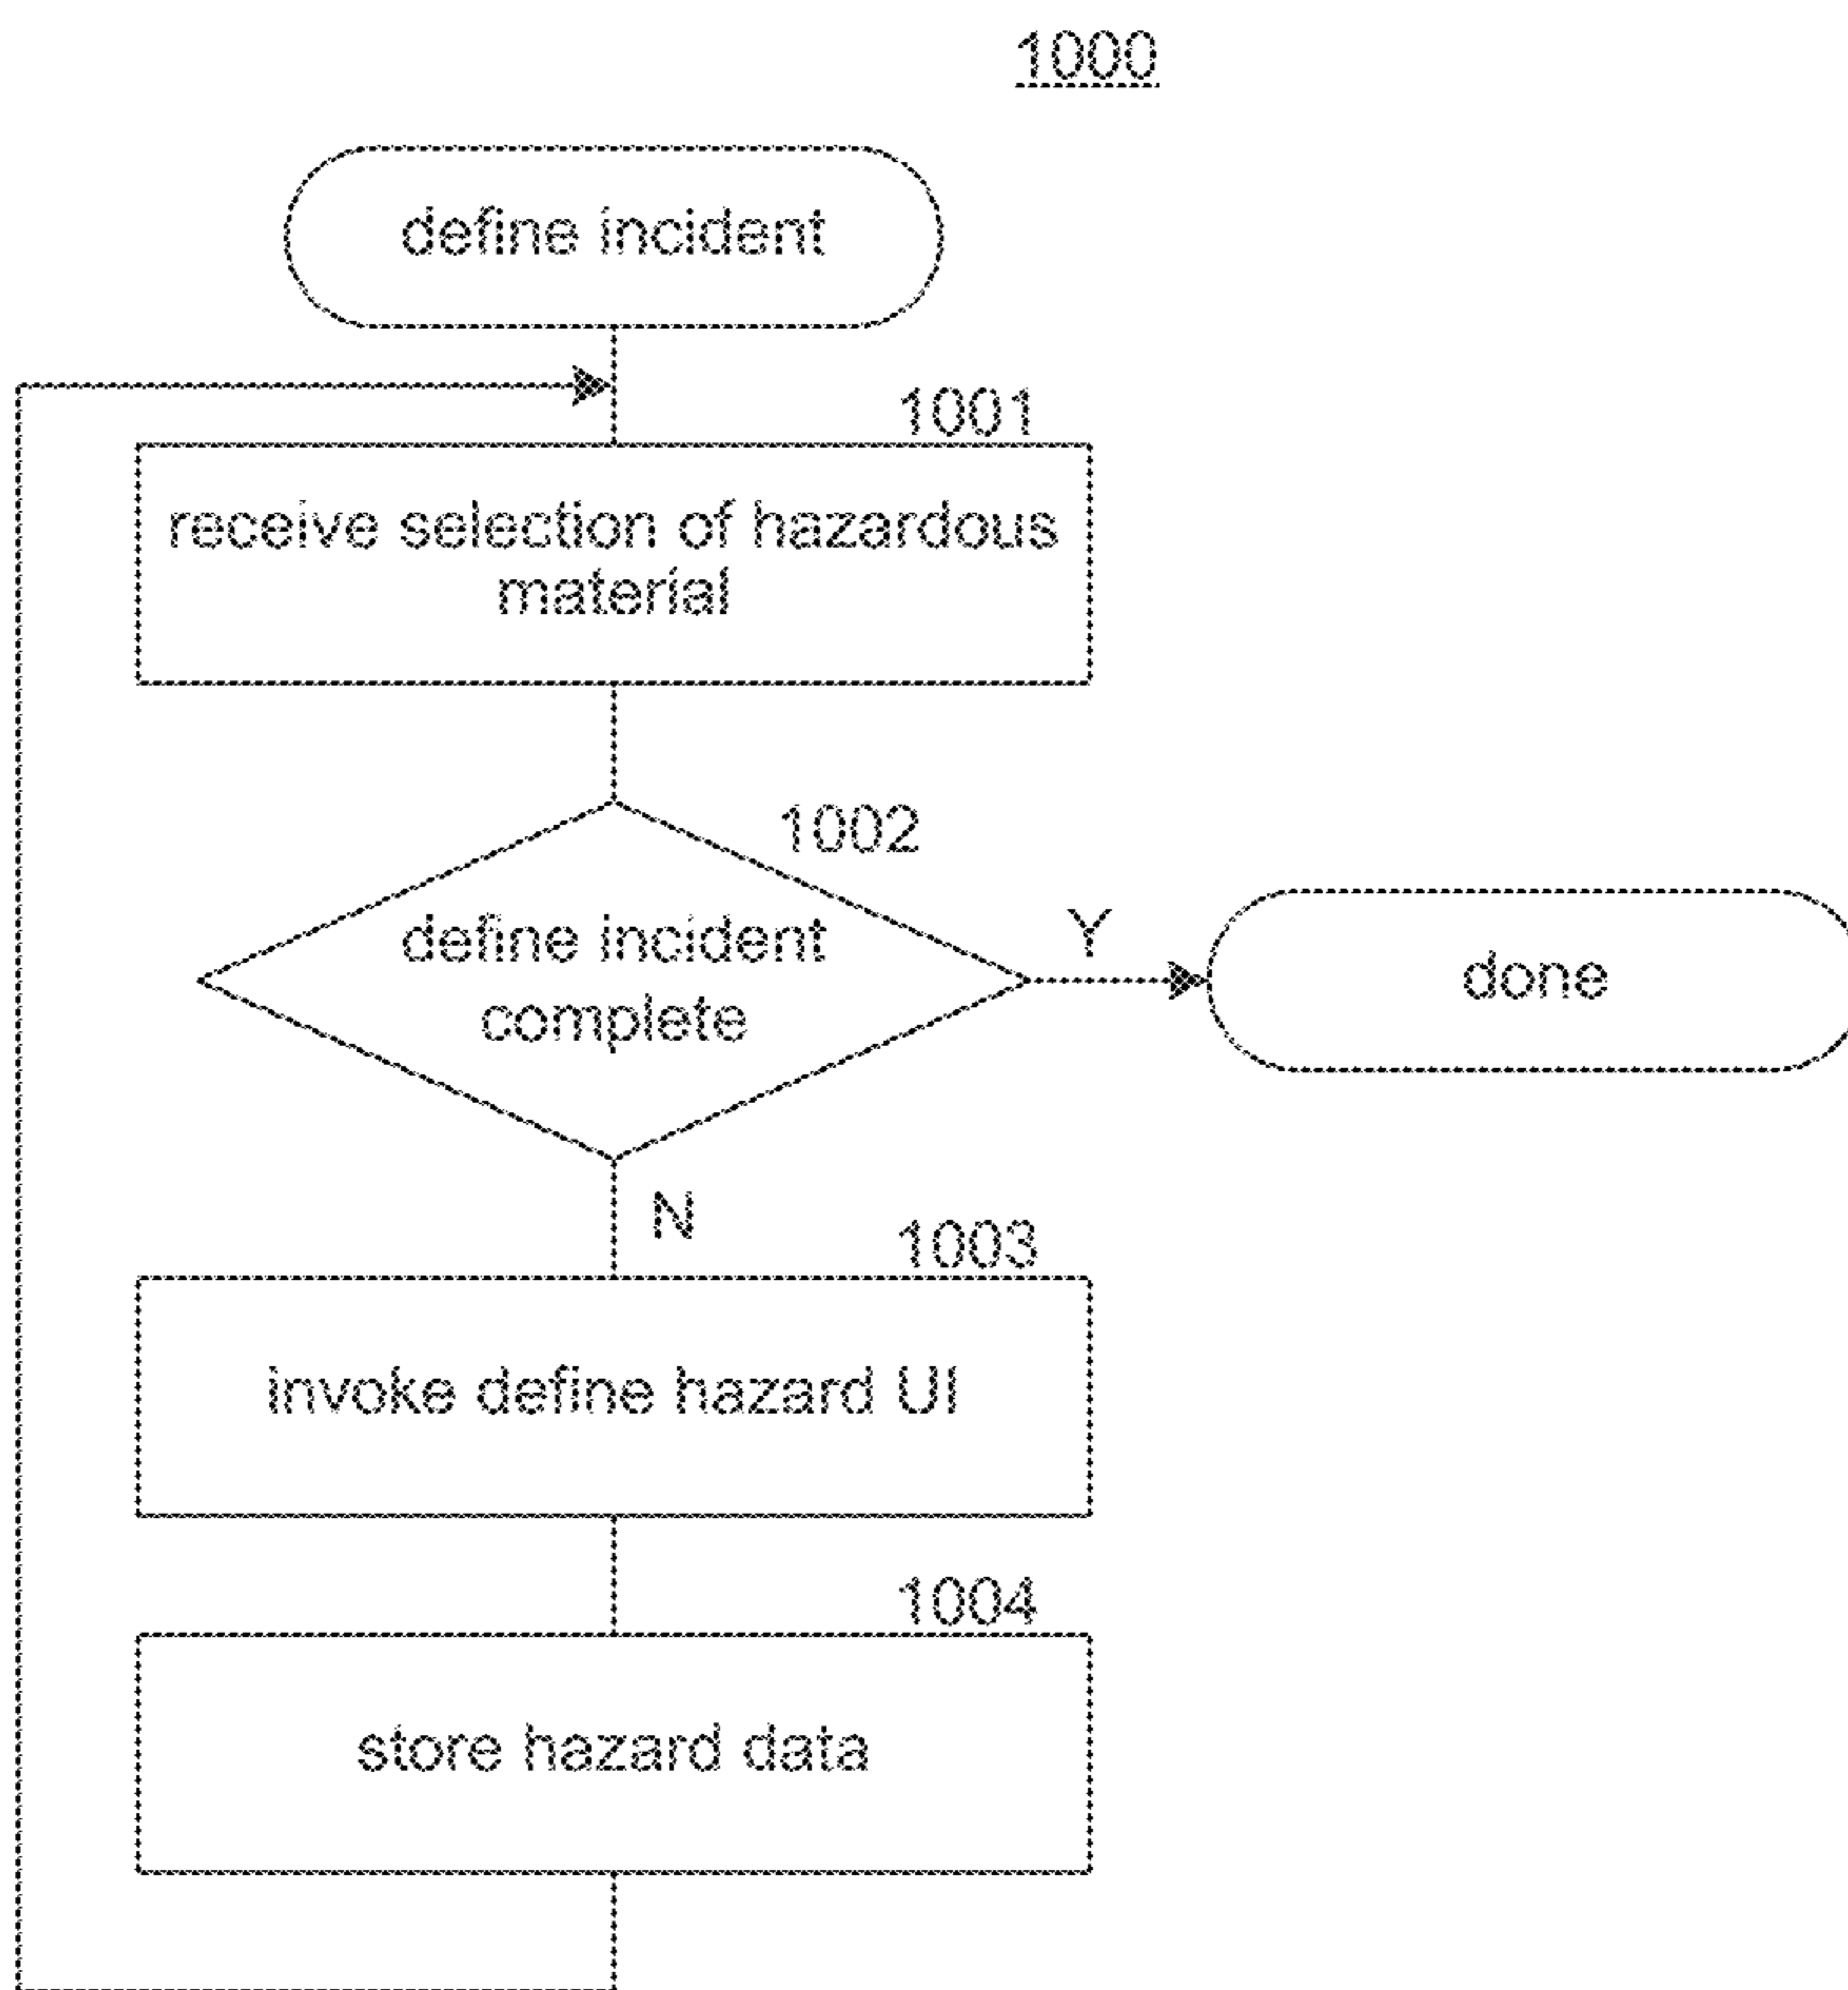 1000
define incident
1001
receive selection of hazardous
material
1002
define incident
complete
Y
done
N
1003
invoke define hazard UI
1004
store hazard data